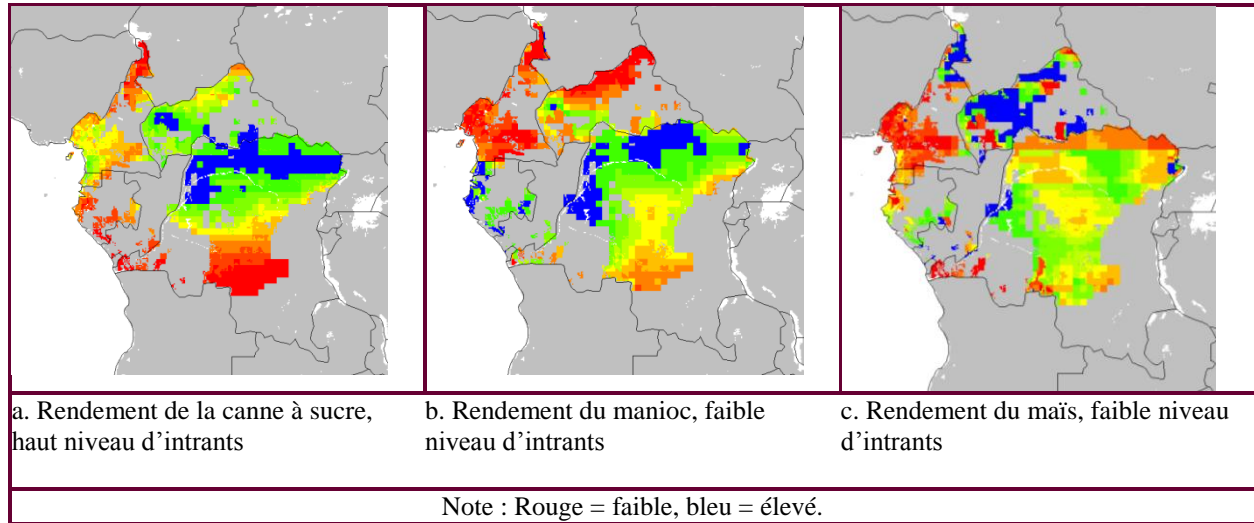 a. Rendement de la canne à sucre,
haut niveau d’intrants
b. Rendement du manioc, faible
niveau d’intrants
c. Rendement du maïs, faible niveau
d’intrants
Note : Rouge = faible, bleu = élevé.